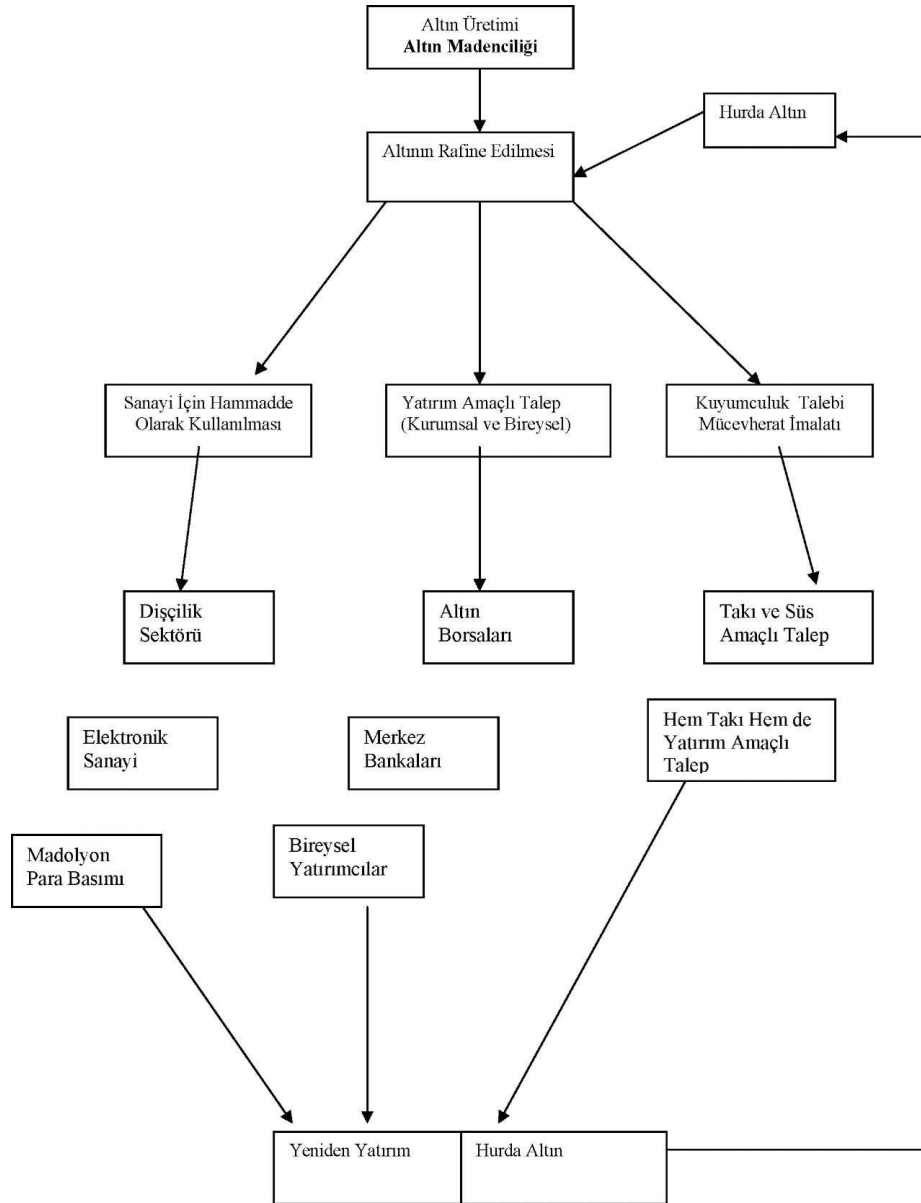 Altın Üretimi
Altın Madenciliği
Hurda Altın
Altının Rafine Edilmesi
Sanayi İçin Hammadde
Olarak Kullanılması
Yatırım Amaçlı Talep
(Kurumsal ve Bireysel)
Kuyumculuk Talebi
Mücevherat İmalatı
Dişçilik
Sektörü
Altın
Borsaları
Takı ve Süs
Amaçlı Talep
Elektronik
Sanayi
Merkez
Bankaları
Hem Takı Hem de
Yatırım Amaçlı
Talep
Madolyon
Para Basımı
Bireysel
Yatırımcılar
Yeniden Yatırım
Hurda Altın